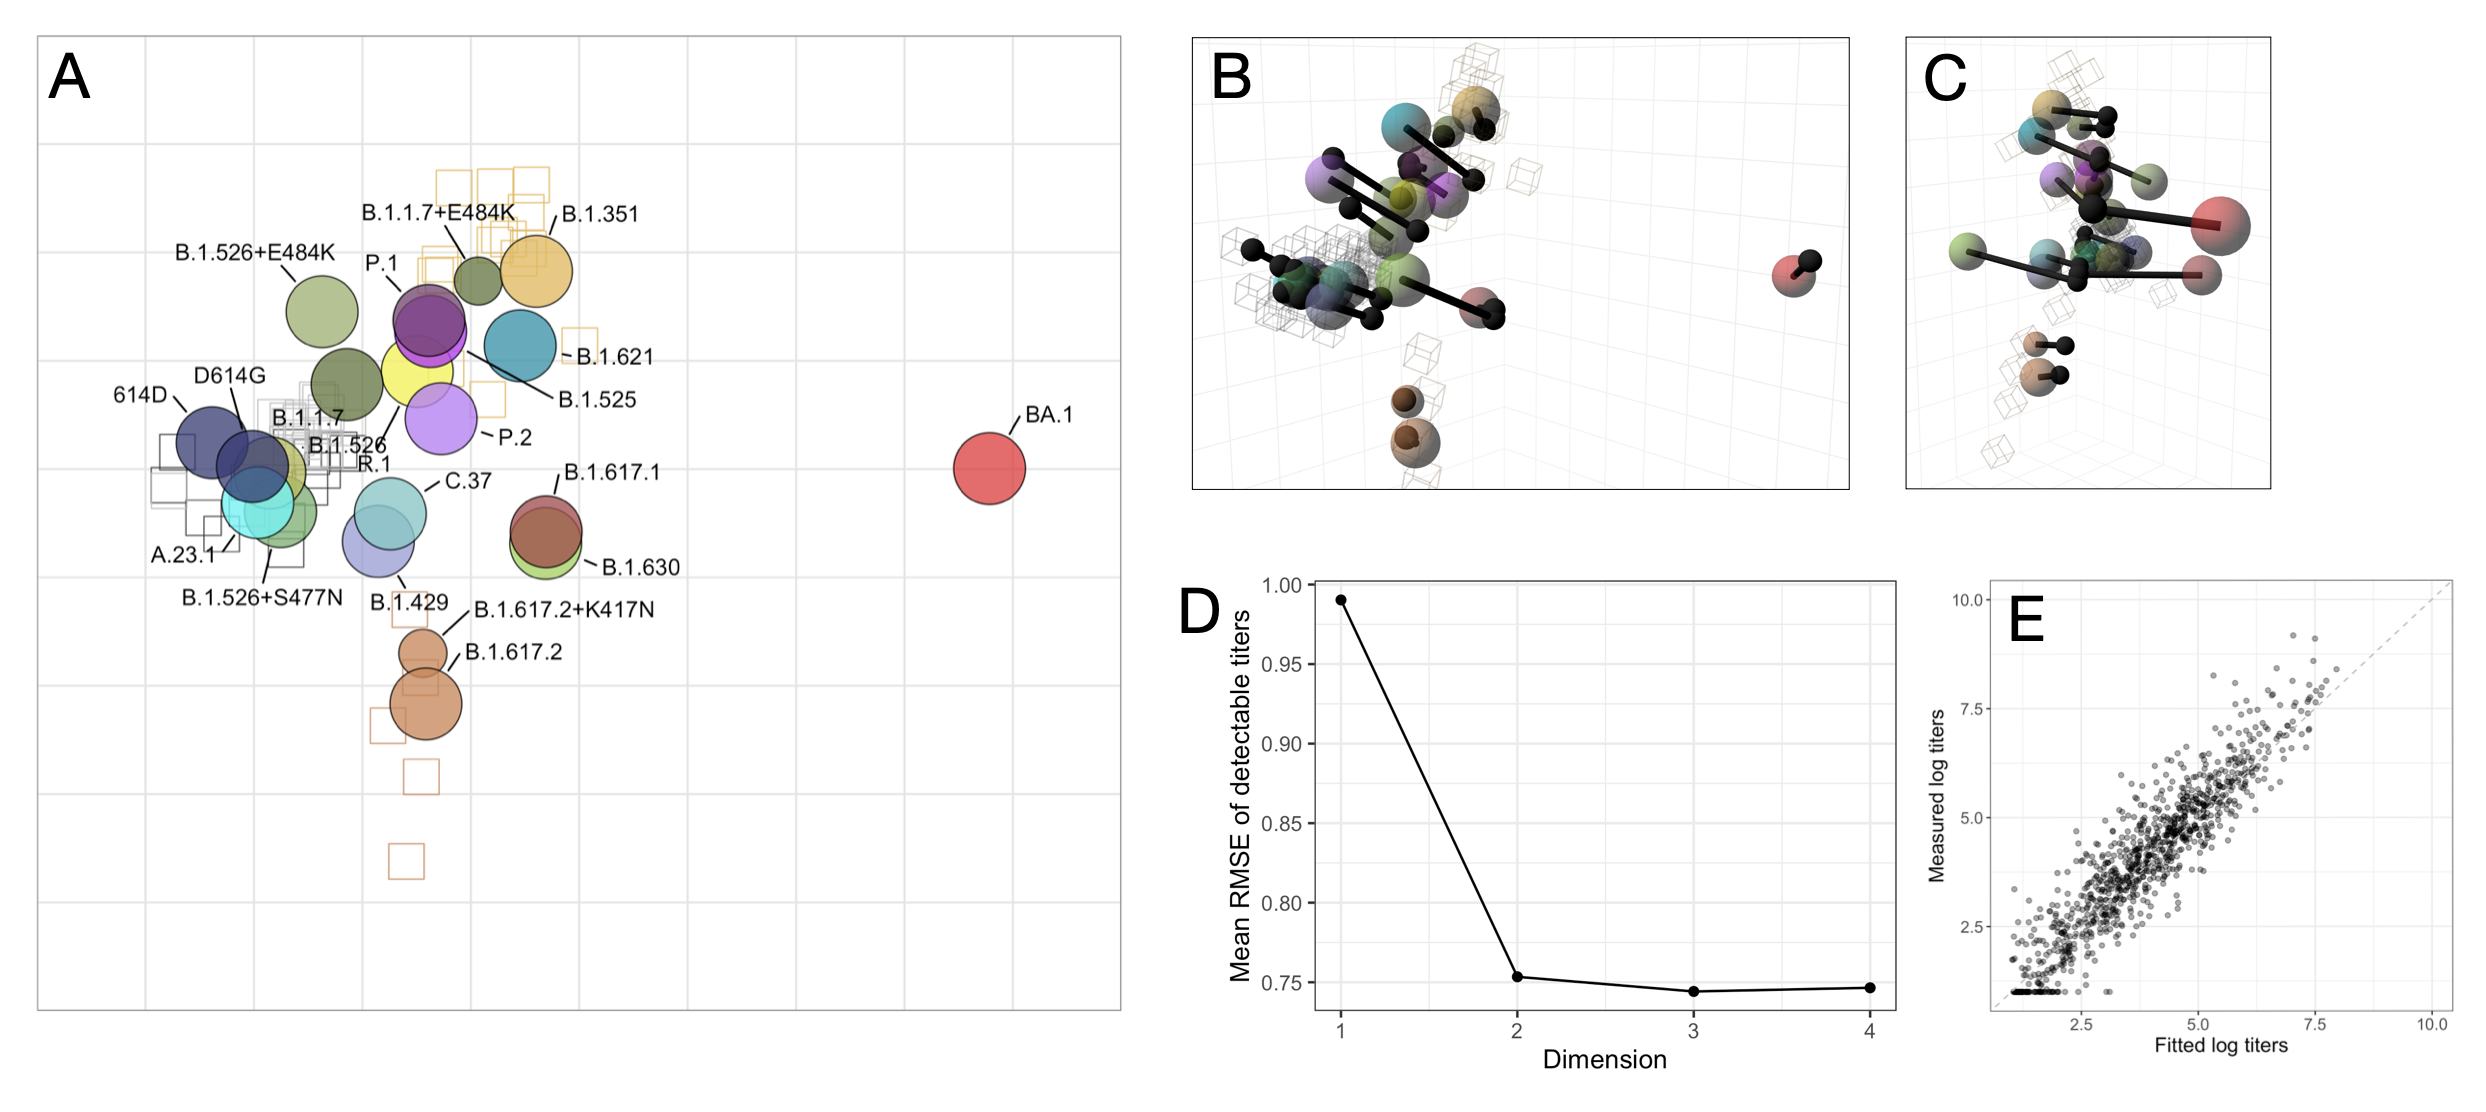 A
B.1.1.7+E484K
B.1.351
B.1.526+E484K
P.1
B.1.621
D614G
614D
B.1.525
B.1.1.7
B.1.526
R.1
P.2
BA.1
C.37
B.1.617.1
A.23.1
B.1.630
B.1.526+S477N
B.1.429
B.1.617.2+K417N
B.1.617.2
B
C
D
Mean RMSE of detectable titers
1.00
0.95
0.90
0.85
0.80
0.75
1 2 3 4
Dimension
E
Measured log titers
10.0
7.5
5.0
2.5
2.5 5.0 7.5 10.0
Fitted log titers